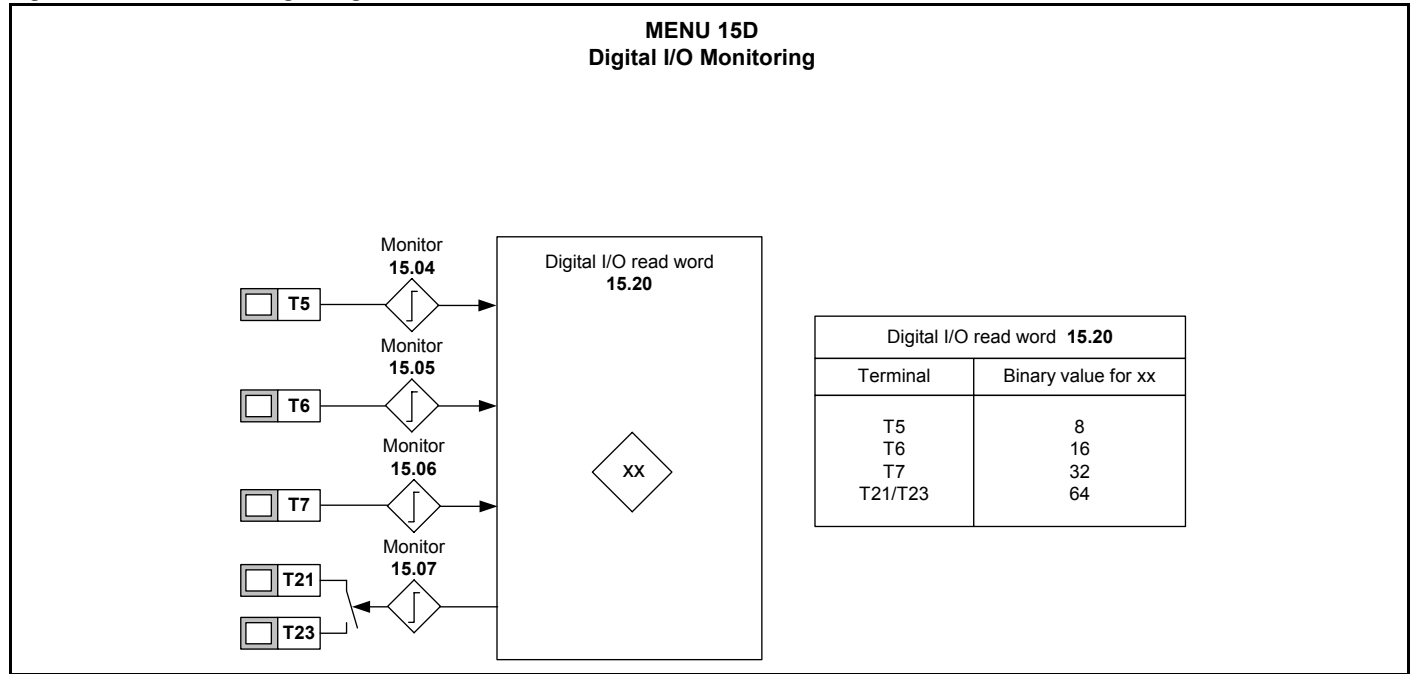 MENU 15D
Digital I/O Monitoring
Monitor
15.04
T5
Monitor
15.05
T6
Monitor
15.06
T7
Monitor
15.07
T21
T23
Digital I/O read word
15.20
XX
Digital I/O read word 15.20
Terminal Binary value for xx
T5 8
T6 16
T7 32
T21/T23 64